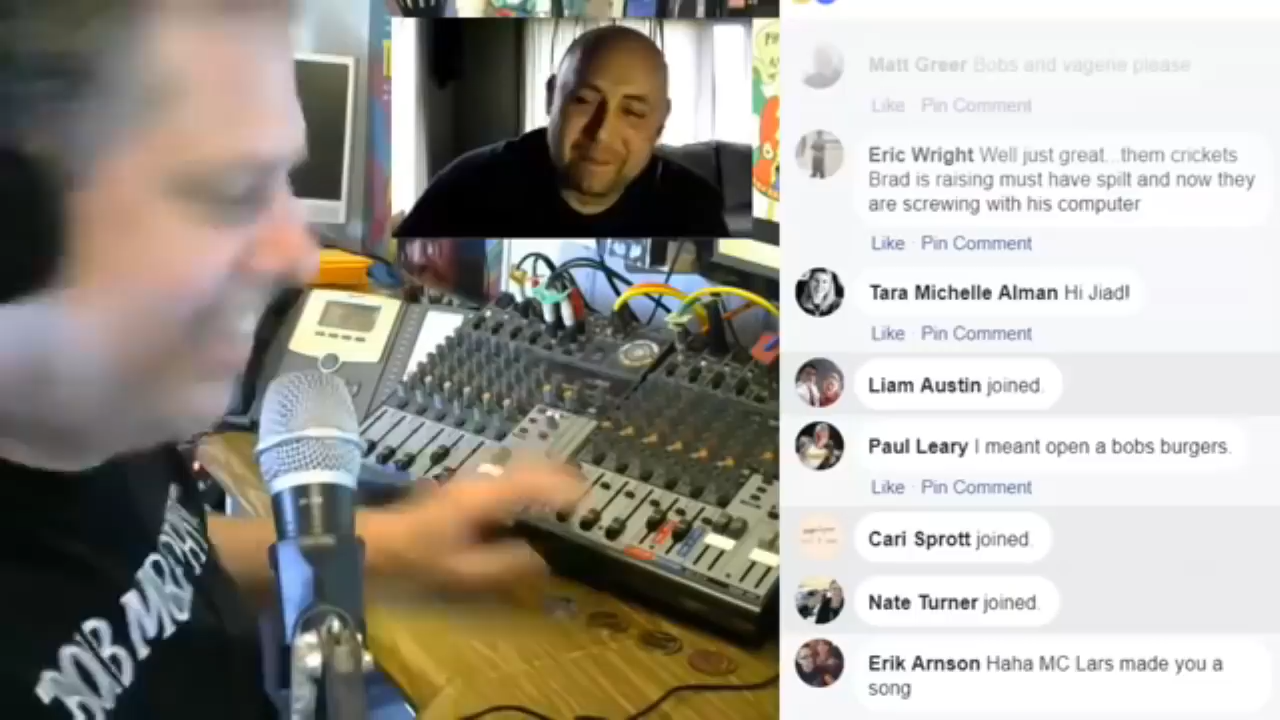 Matt Greer Bobs and vagene please
Like Pin Comment
Eric Wright Well just great...them crickets
Brad is raising must have spilt and now they
are screwing with his computer
Like · Pin Comment
Tara Michelle Alman Hi Jiad!
Like · Pin Comment
Liam Austin joined.
Paul Leary I meant open a bobs burgers.
Like · Pin Comment
Cari Sprott joined.
Nate Turner joined.
Erik Arnson Haha MC Lars made you a
song